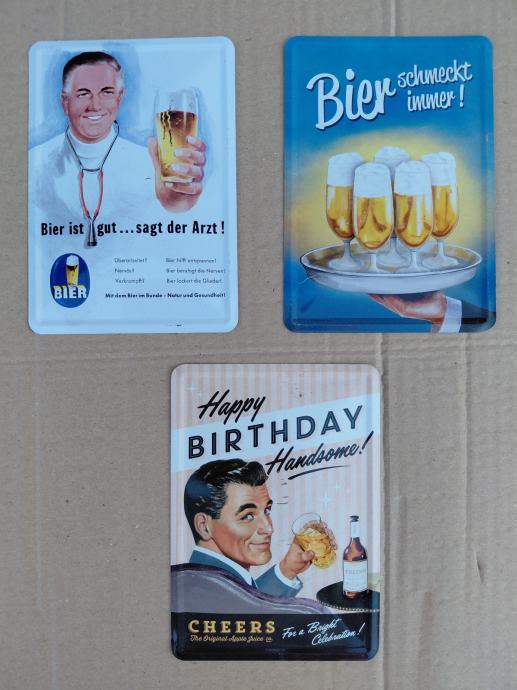 Bier ist gut...sagt der Arzt!
Überarbeitet?
Nervös?
Verkrampft?
Bier hilft entspannen!
Bier beruhigt die Nerven!
Bier lockert die Glieder!
Mit dem Bier im Bunde - Natur und Gesundheit!
BIER
Bier schmeckt
immer!
Happy
BIRTHDAY
Handsome!
CHEERS
CHEERS
The Original Apple Juice co.
For a Bright
Celebration!